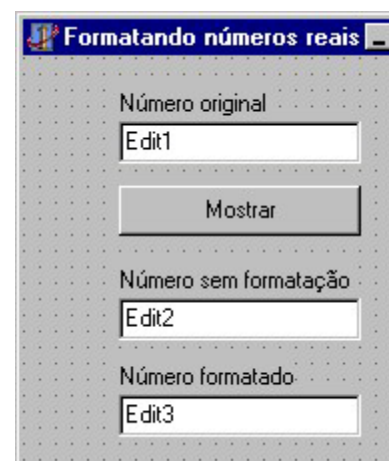 Formatando números reais
Número original
Edit1
Mostrar
Número sem formatação
Edit2
Número formatado
Edit3